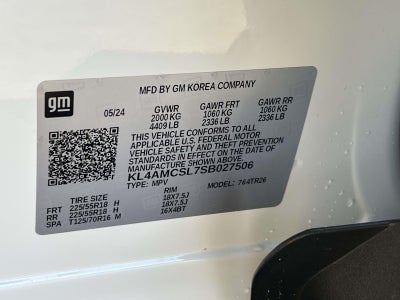 gm
MFD BY GM KOREA COMPANY
05/24 GVWR GAWR FRT GAWR RR
2000 KG 1060 KG 1060 KG
4409 LB 2336 LB 2336 LB
THIS VEHICLE CONFORMS TO ALL
APPLICABLE U.S. FEDERAL MOTOR
VEHICLE SAFETY AND THEFT PREVENTION
STANDARDS IN EFFECT ON THE DATE OF
MANUFACTURE SHOWN ABOVE.
KL4AMCSL7SB027506
TYPE: MPV MODEL: 764TR26
TIRE SIZE RIM
FRT 225/55R18 H 18X7.5J
RR 225/55R18 H 18X7.5J
SPA T125/70R16 M 16X4BT